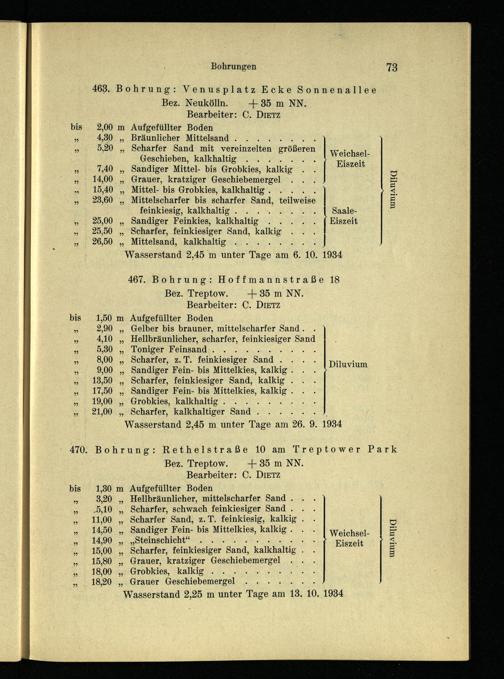 Bohrungen 73
463. Bohrung: Venusplatz Ecke Sonnenallee
Bez. Neukölln. +35 m NN.
Bearbeiter: C. DIETZ
bis 2,00 m Aufgefüllter Boden
„ 4,30 „ Bräunlicher Mittelsand . . . . . . . .
„ 5,20 „ Scharfer Sand mit vereinzelten größeren
Geschieben, kalkhaltig . . . . . . .
Weichsel-
Eiszeit
„ 7,40 „ Sandiger Mittel- bis Grobkies, kalkig . .
„ 14,00 „ Grauer, kratziger Geschiebemergel . . .
„ 15,40 „ Mittel- bis Grobkies, kalkhaltig . . . . .
„ 23,60 „ Mittelscharfer bis scharfer Sand, teilweise
feinkiesig, kalkhaltig . . . . . . . .
Saale-
Eiszeit
„ 25,00 „ Sandiger Feinkies, kalkhaltig . . . . .
„ 25,50 „ Scharfer, feinkiesiger Sand, kalkig . . .
„ 26,50 „ Mittelsand, kalkhaltig . . . . . . . .
Diluvium
Wasserstand 2,45 m unter Tage am 6. 10. 1934
467. Bohrung: Hoffmannstraße 18
Bez. Treptow. +35 m NN.
Bearbeiter: C. DIETZ
bis 1,50 m Aufgefüllter Boden
„ 2,90 „ Gelber bis brauner, mittelscharfer Sand . .
„ 4,10 „ Hellbräunlicher, scharfer, feinkiesiger Sand
„ 5,30 „ Toniger Feinsand . . . . . . . . . .
„ 8,00 „ Scharfer, z. T. feinkiesiger Sand . . . .
„ 9,00 „ Sandiger Fein- bis Mittelkies, kalkig . . .
„ 13,50 „ Scharfer, feinkiesiger Sand, kalkig . . .
„ 17,50 „ Sandiger Fein- bis Mittelkies, kalkig . . .
„ 19,00 „ Grobkies, kalkhaltig . . . . . . . . .
„ 21,00 „ Scharfer, kalkhaltiger Sand . . . . . .
Diluvium
Wasserstand 2,45 m unter Tage am 26. 9. 1934
470. Bohrung: Rethelstraße 10 am Treptower Park
Bez. Treptow. +35 m NN.
Bearbeiter: C. DIETZ
bis 1,30 m Aufgefüllter Boden
„ 3,20 „ Hellbräunlicher, mittelscharfer Sand . . .
„ 5,10 „ Scharfer, schwach feinkiesiger Sand . . .
„ 11,00 „ Scharfer Sand, z. T. feinkiesig, kalkig . .
„ 14,50 „ Sandiger Fein- bis Mittelkies, kalkig . . .
„ 14,90 „ „Steinschicht“ . . . . . . . . . . .
„ 15,00 „ Scharfer, feinkiesiger Sand, kalkhaltig . .
„ 15,80 „ Grauer, kratziger Geschiebemergel . . .
„ 18,00 „ Grobkies, kalkig . . . . . . . . . .
„ 18,20 „ Grauer Geschiebemergel . . . . . . .
Weichsel-
Eiszeit
Diluvium
Wasserstand 2,25 m unter Tage am 13. 10. 1934